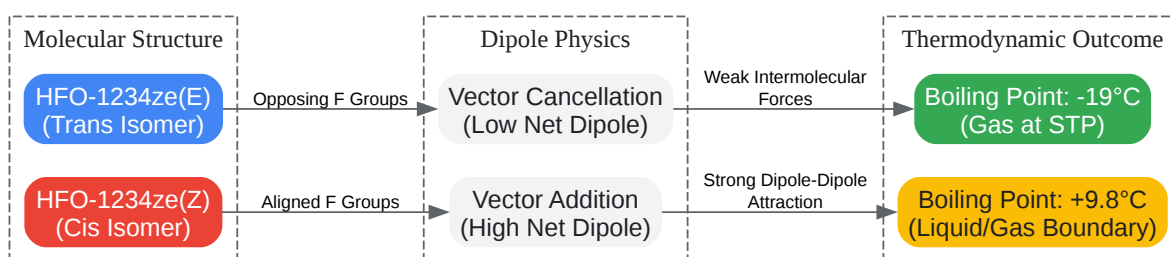 Molecular Structure
Dipole Physics
Thermodynamic Outcome
HFO-1234ze(E)
(Trans Isomer)
Opposing F Groups
Vector Cancellation
(Low Net Dipole)
Weak Intermolecular
Forces
Boiling Point: -19°C
(Gas at STP)
HFO-1234ze(Z)
(Cis Isomer)
Aligned F Groups
Vector Addition
(High Net Dipole)
Strong Dipole-Dipole
Attraction
Boiling Point: +9.8°C
(Liquid/Gas Boundary)